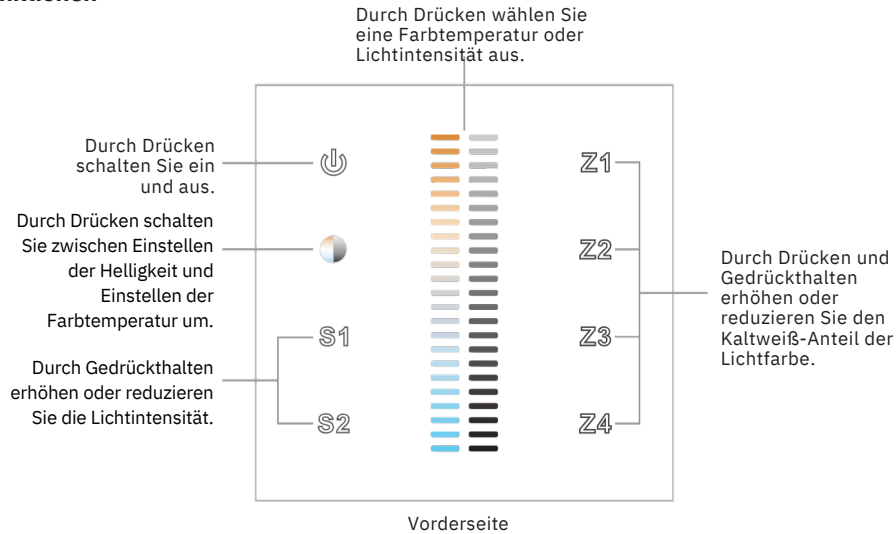 Durch Drücken wählen Sie
eine Farbtemperatur oder
Lichtintensität aus.
Durch Drücken
schalten Sie ein
und aus.
Z1
Durch Drücken schalten
Sie zwischen Einstellen
der Helligkeit und
Einstellen der
Farbtemperatur um.
Z2
Durch Drücken und
Gedrückthalten
erhöhen oder
reduzieren Sie den
Kaltweiß-Anteil der
Lichtfarbe.
S1
Z3
Durch Gedrückthalten
erhöhen oder reduzieren
Sie die Lichtintensität.
S2
Z4
Vorderseite